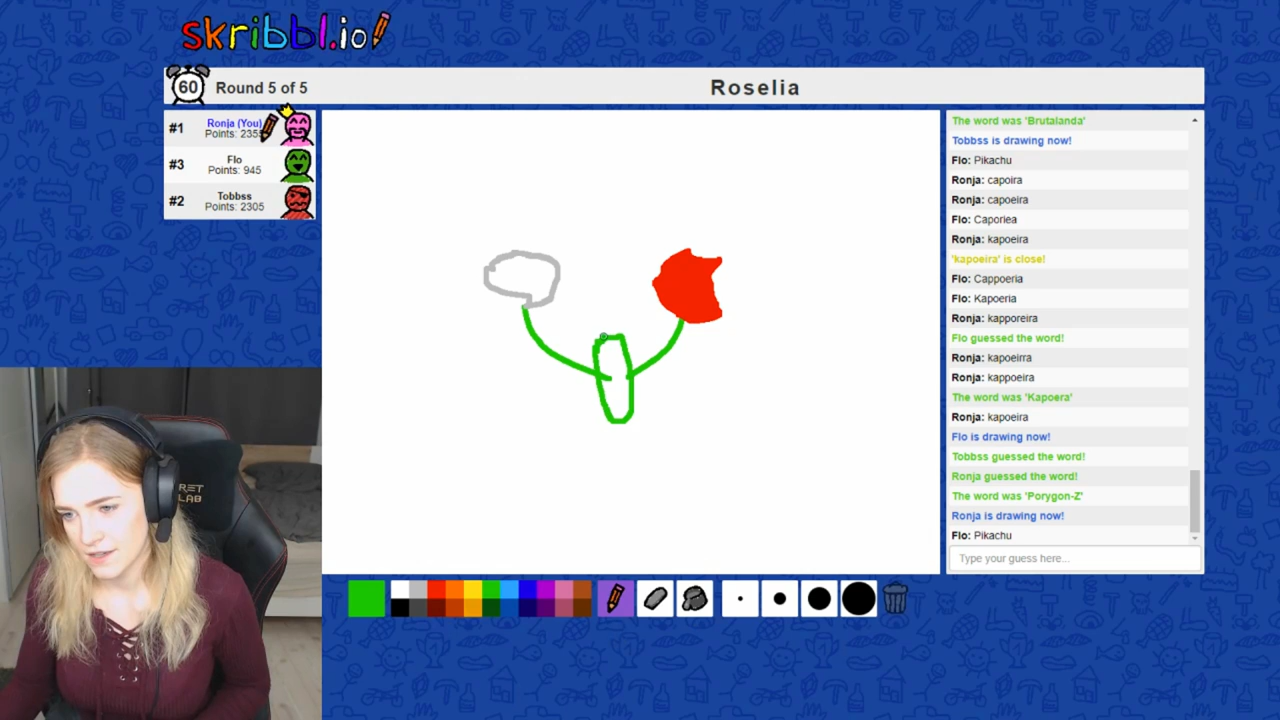 skribbl.io
60 Round 5 of 5
Roselia
#1 Ronja (You)
Points: 2355
#3 Flo
Points: 945
#2 Tobbss
Points: 2305
The word was 'Brutalanda'
Tobbss is drawing now!
Flo: Pikachu
Ronja: capoira
Ronja: capoeira
Flo: Caporiea
Ronja: kapoeira
'kapoeira' is close!
Flo: Cappoeria
Flo: Kapoeria
Ronja: kapporeira
Flo guessed the word!
Ronja: kapoeirra
Ronja: kappoeira
The word was 'Kapoera'
Ronja: kapoeira
Flo is drawing now!
Tobbss guessed the word!
Ronja guessed the word!
The word was 'Porygon-Z'
Ronja is drawing now!
Flo: Pikachu
Type your guess here...
RET
LAB